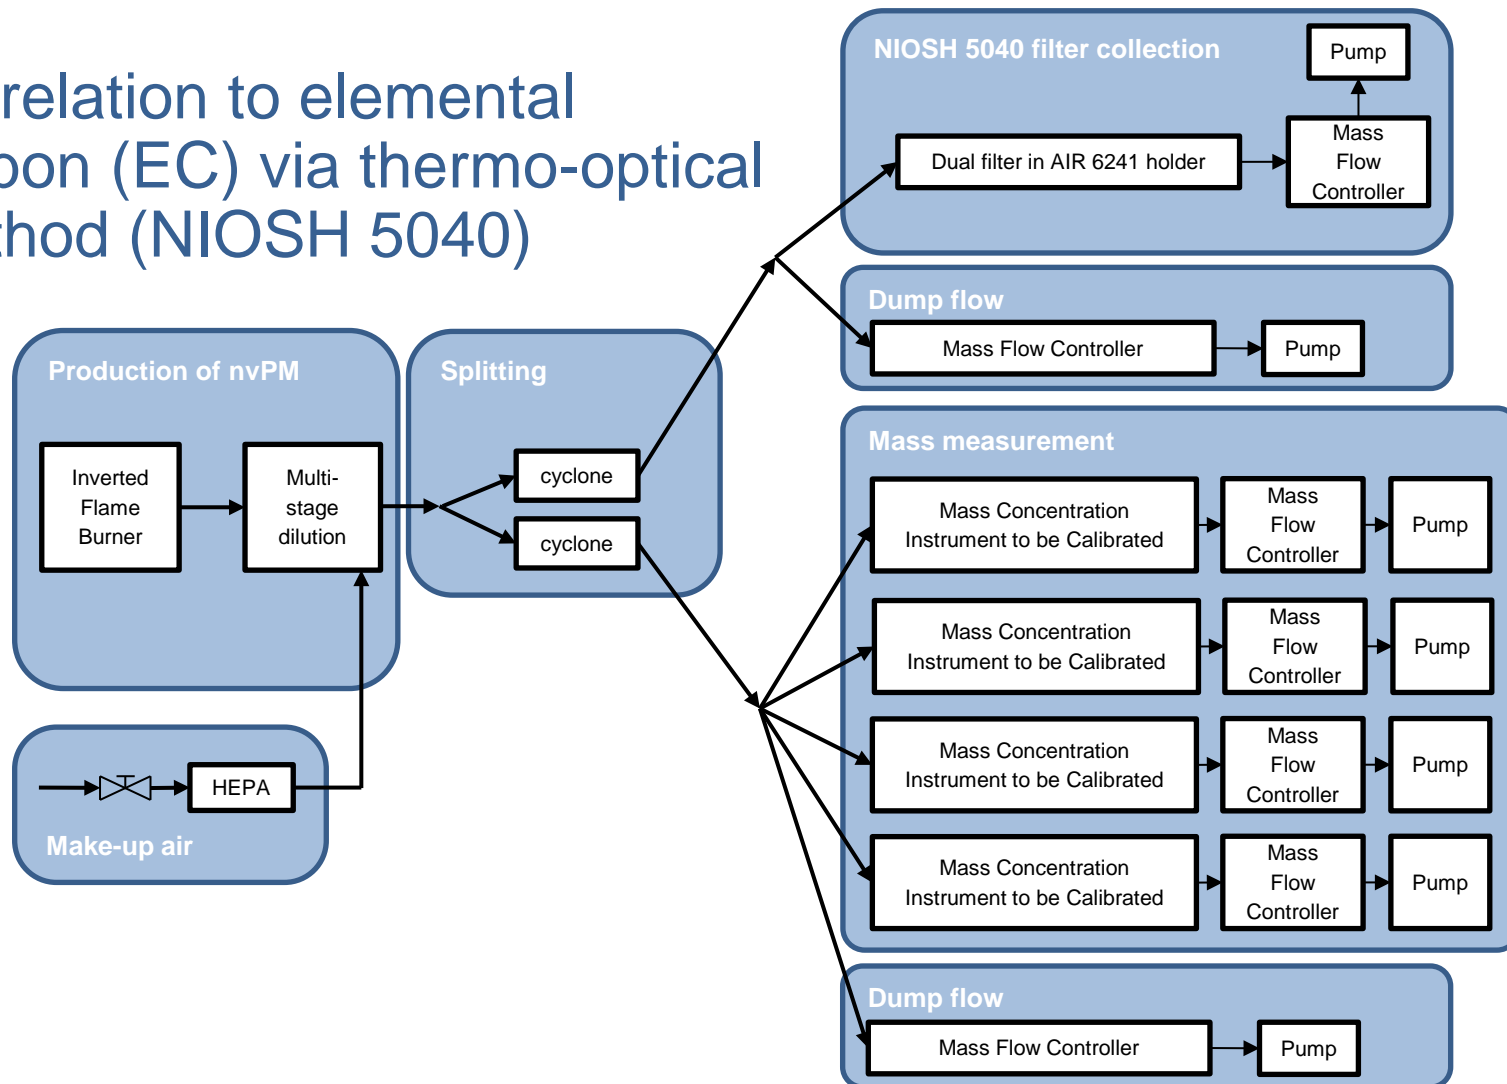 relation to elemental
(EC) via thermo-optical
(NIOSH 5040)
NIOSH 5040 filter collection
Pump
Dual filter in AIR 6241 holder
Mass
Flow
Controller
Dump flow
Mass Flow Controller
Pump
Production of nvPM
Inverted
Flame
Burner
Multi-
stage
dilution
Splitting
cyclone
cyclone
HEPA
Make-up air
Mass measurement
Mass Concentration
Instrument to be Calibrated
Mass
Flow
Controller
Pump
Mass Concentration
Instrument to be Calibrated
Mass
Flow
Controller
Pump
Mass Concentration
Instrument to be Calibrated
Mass
Flow
Controller
Pump
Mass Concentration
Instrument to be Calibrated
Mass
Flow
Controller
Pump
Dump flow
Mass Flow Controller
Pump